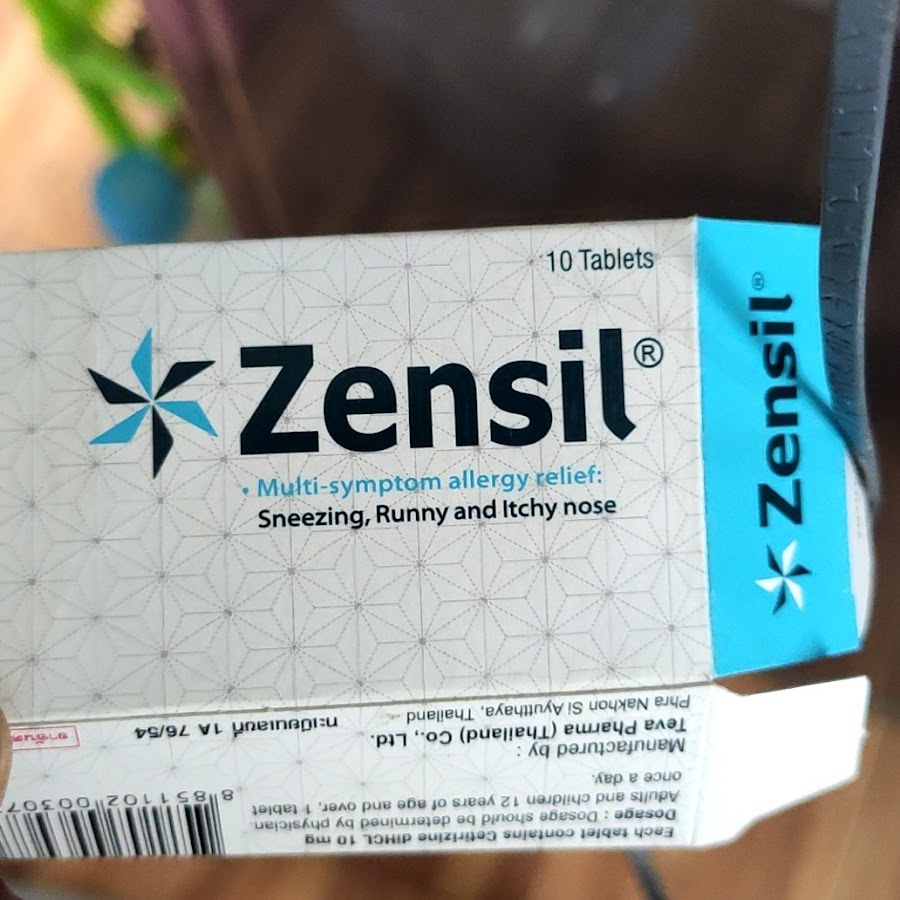 10 Tablets
Zensil®
• Multi-symptom allergy relief:
Sneezing, Runny and Itchy nose
Zensil®
Each tablet contains Cetirizine diHCL 10 mg
Dosage : Dosage should be determined by physician.
Adults and children 12 years of age and over, 1 tablet
once a day.
Manufactured by :
Teva Pharma (Thailand) Co., Ltd.
Phra Nakhon Si Ayutthaya, Thailand
ทะเบียนเลขที่ 1A 76/54
8 851102 00307